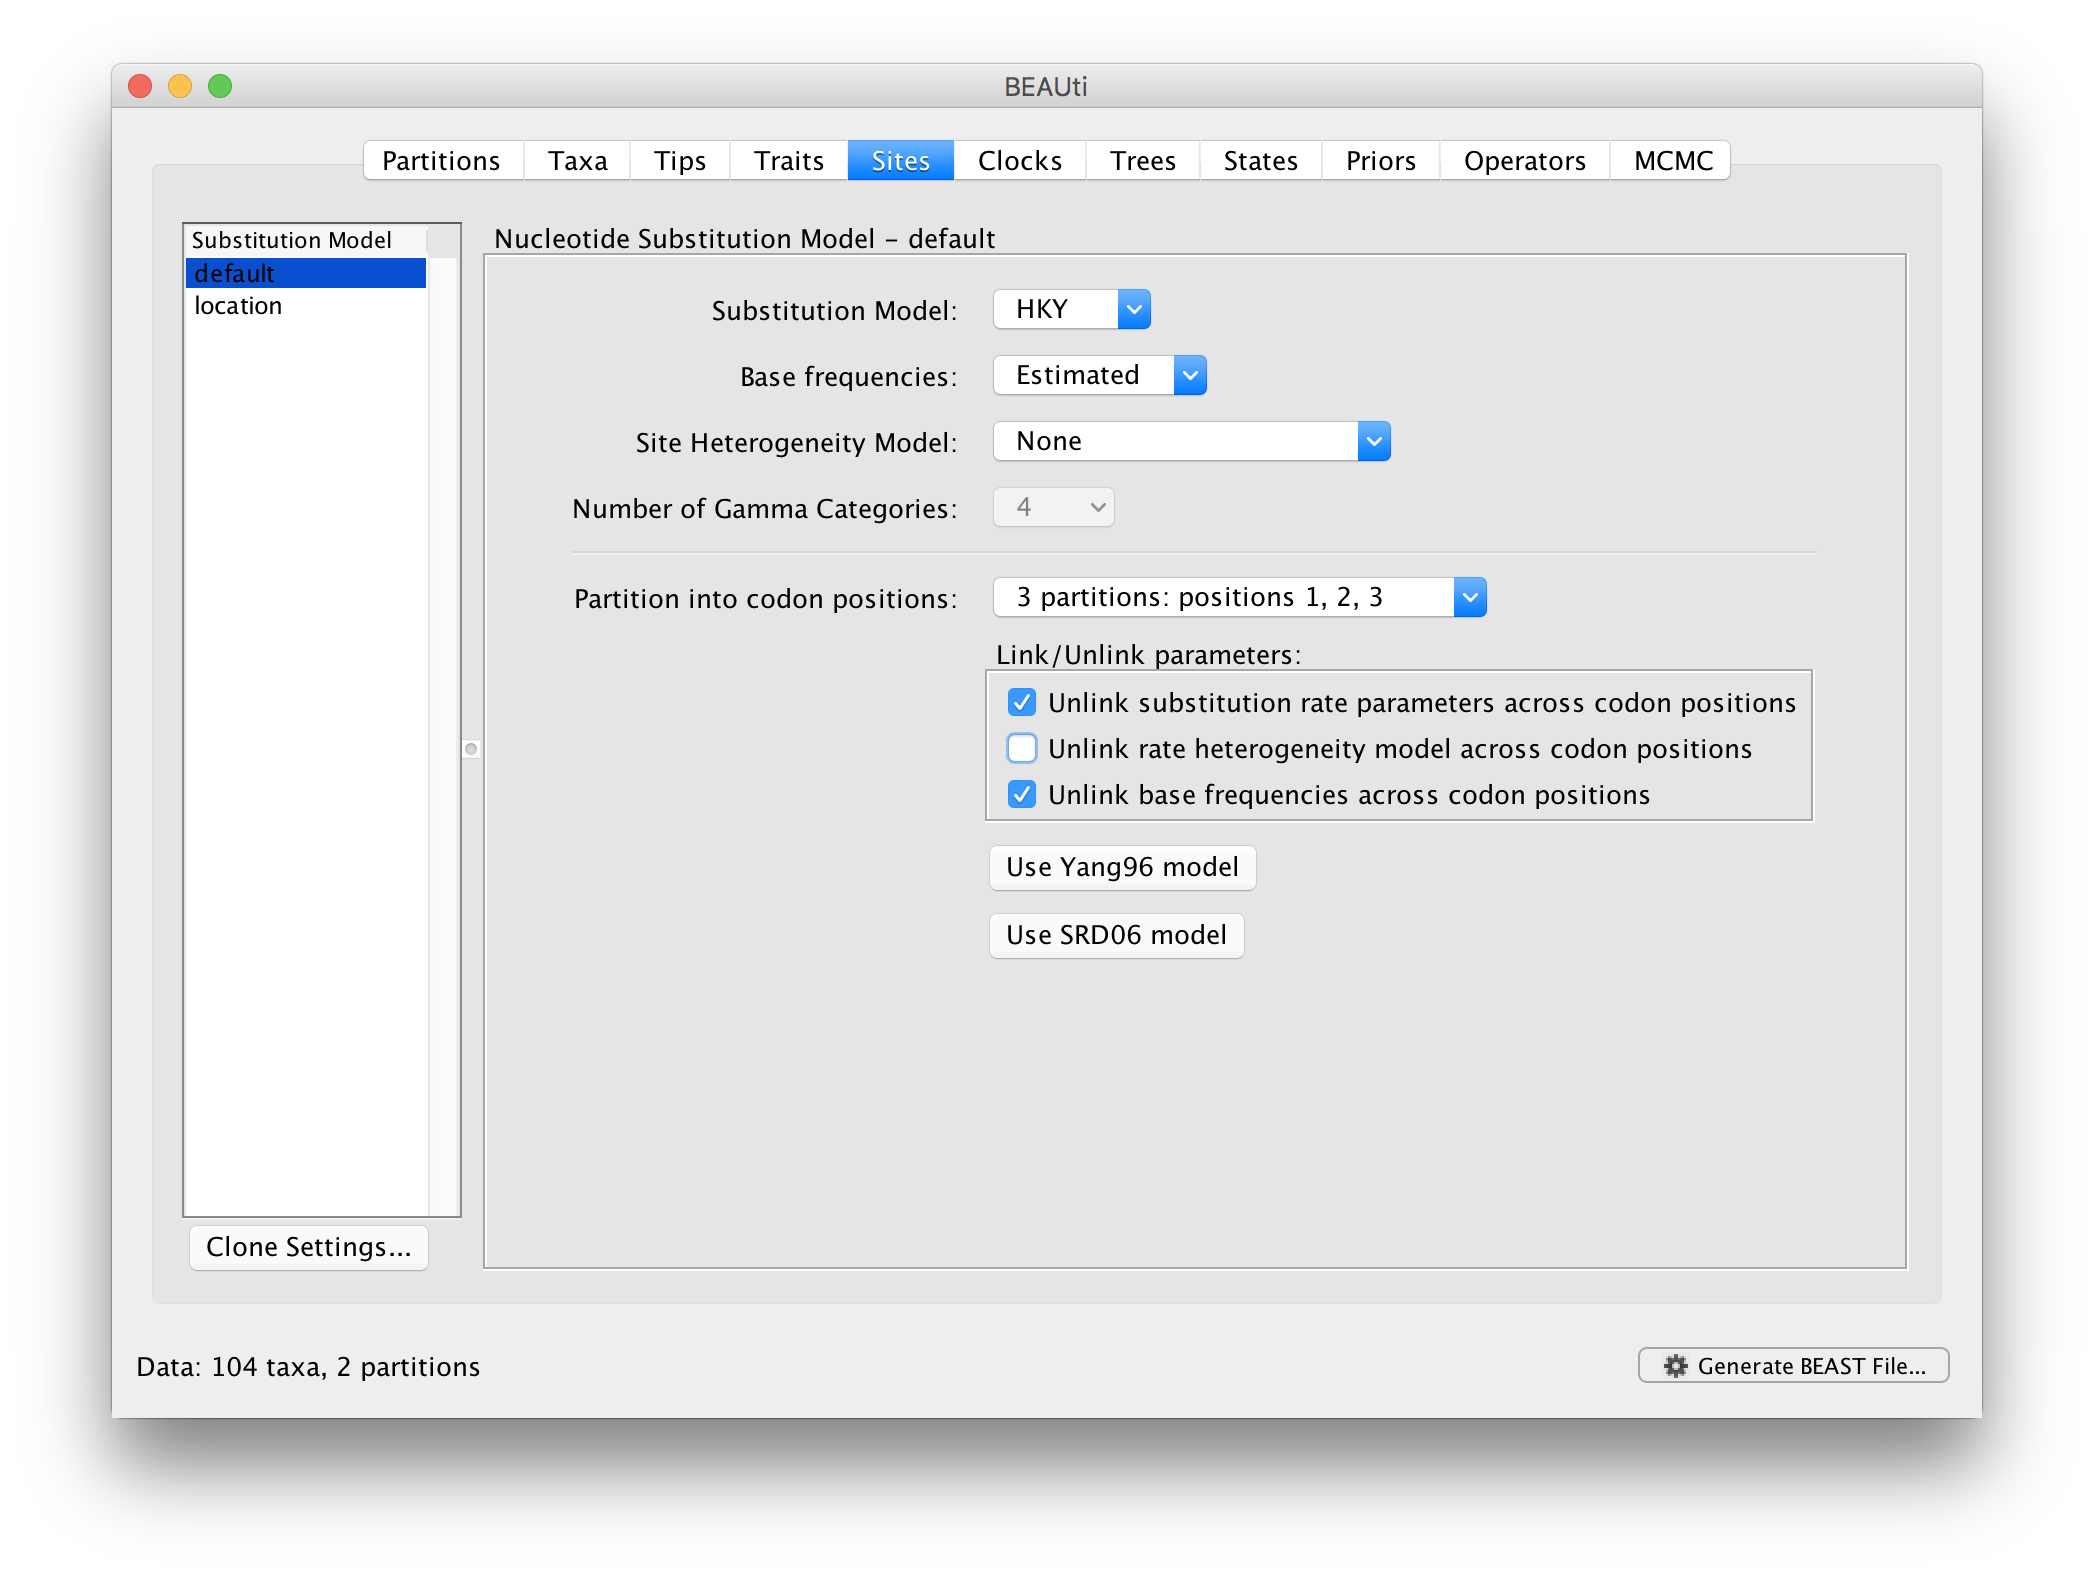 BEAUti
Partitions Taxa Tips Traits Sites Clocks Trees States Priors Operators MCMC
Substitution Model
default
location
Clone Settings...
Nucleotide Substitution Model – default
Substitution Model: HKY
Base frequencies: Estimated
Site Heterogeneity Model: None
Number of Gamma Categories: 4
Partition into codon positions: 3 partitions: positions 1, 2, 3
Link/Unlink parameters:
Unlink substitution rate parameters across codon positions
Unlink rate heterogeneity model across codon positions
Unlink base frequencies across codon positions
Use Yang96 model
Use SRD06 model
Data: 104 taxa, 2 partitions
Generate BEAST File...